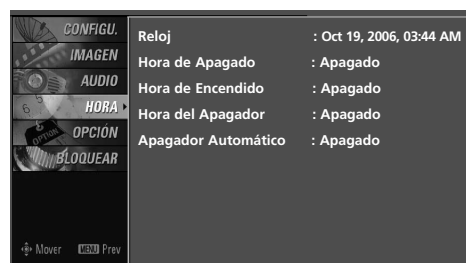 CONFIGU.
IMAGEN
AUDIO
HORA
OPCIÓN
BLOQUEAR
Mover MENU Prev
Reloj : Oct 19, 2006, 03:44 AM
Hora de Apagado : Apagado
Hora de Encendido : Apagado
Hora del Apagador : Apagado
Apagador Automático : Apagado